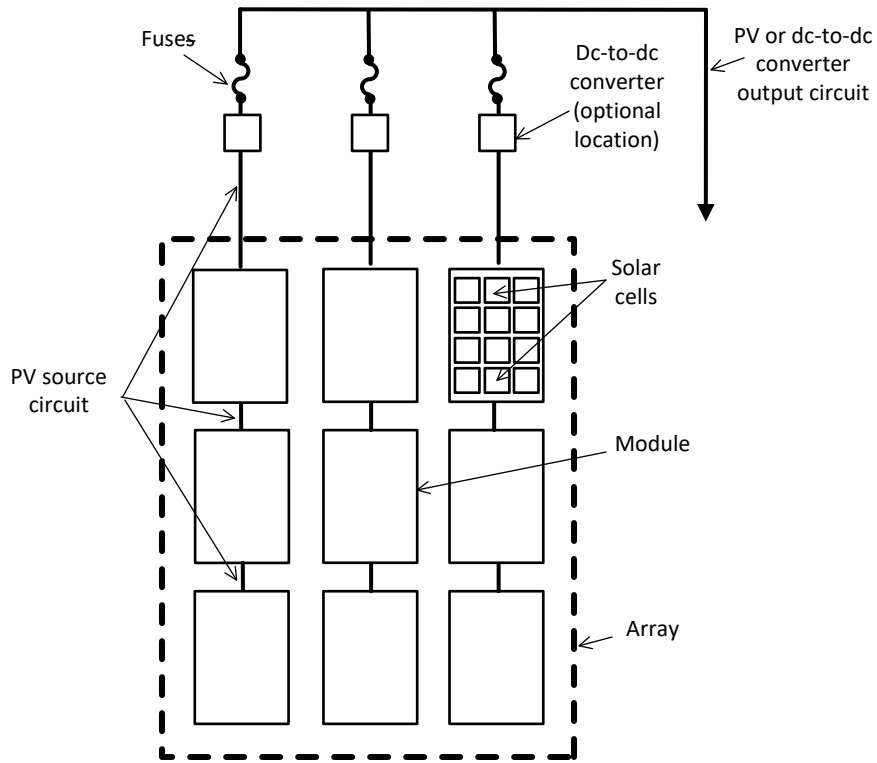 Fuses
Dc-to-dc
converter
(optional
location)
PV or dc-to-dc
converter
output circuit
Solar
cells
PV source
circuit
Module
Array